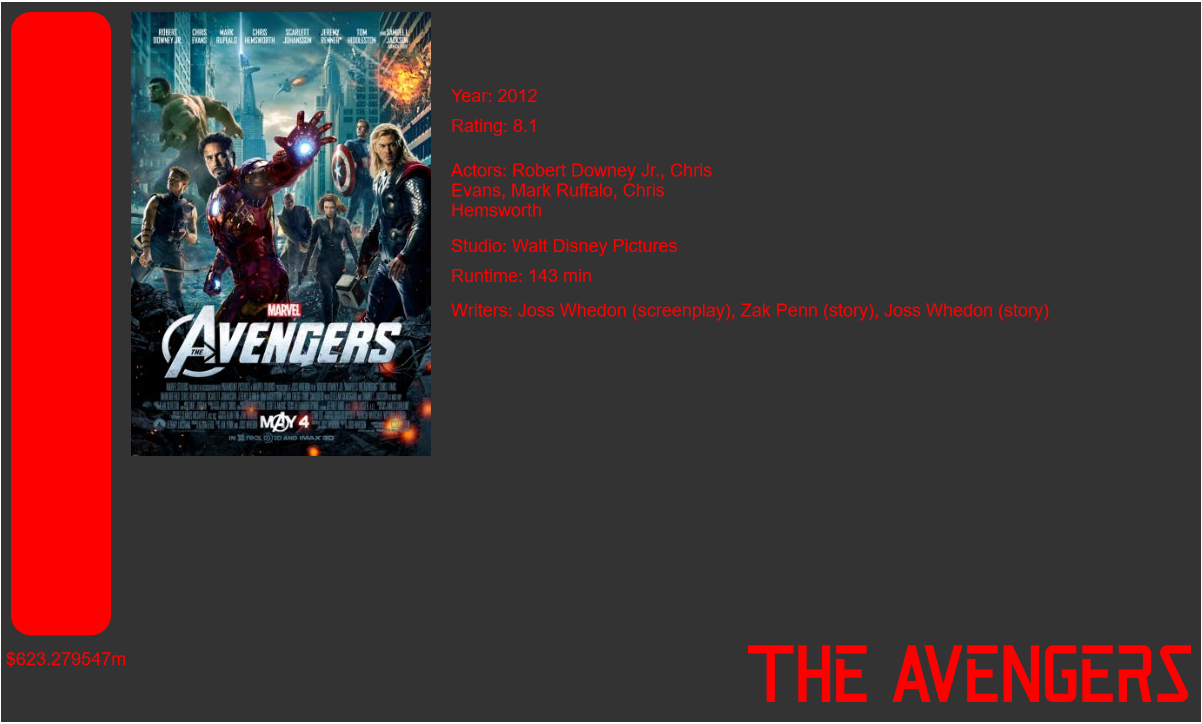 ROBERT DOWNEY JR.
CHRIS EVANS
MARK RUFFALO
CHRIS HEMSWORTH
SCARLETT JOHANSSON
JEREMY RENNER
TOM HIDDLESTON
AND SAMUEL L. JACKSON
Year: 2012
Rating: 8.1
Actors: Robert Downey Jr., Chris
Evans, Mark Ruffalo, Chris
Hemsworth
Studio: Walt Disney Pictures
Runtime: 143 min
Writers: Joss Whedon (screenplay), Zak Penn (story), Joss Whedon (story)
MARVEL
THE AVENGERS
MAY 4
$623.279547m
THE AVENGERS